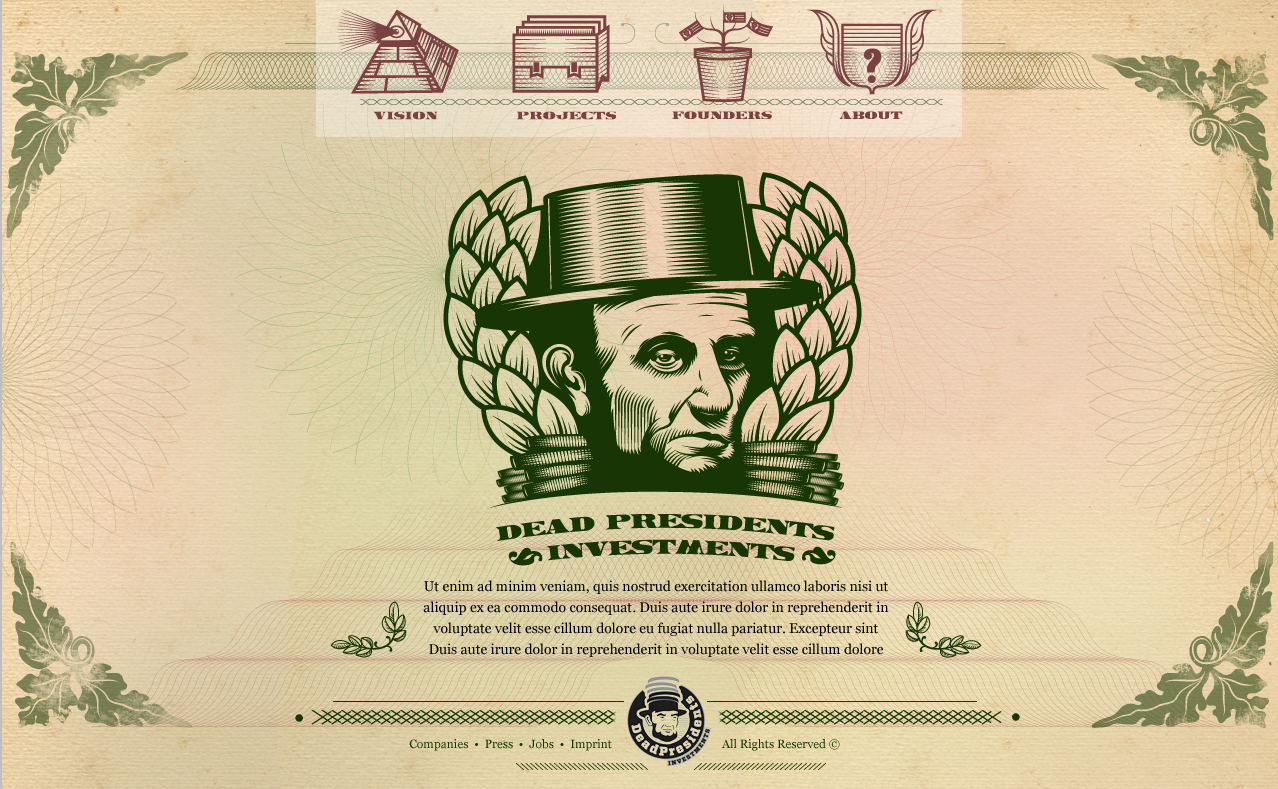 VISION PROJECTS FOUNDERS ABOUT
?
DEAD PRESIDENTS
INVESTMENTS
Ut enim ad minim veniam, quis nostrud exercitation ullamco laboris nisi ut
aliquip ex ea commodo consequat. Duis aute irure dolor in reprehenderit in
voluptate velit esse cillum dolore eu fugiat nulla pariatur. Excepteur sint
Duis aute irure dolor in reprehenderit in voluptate velit esse cillum dolore
DeadPresidents
INVESTMENTS
Companies • Press • Jobs • Imprint
All Rights Reserved ©